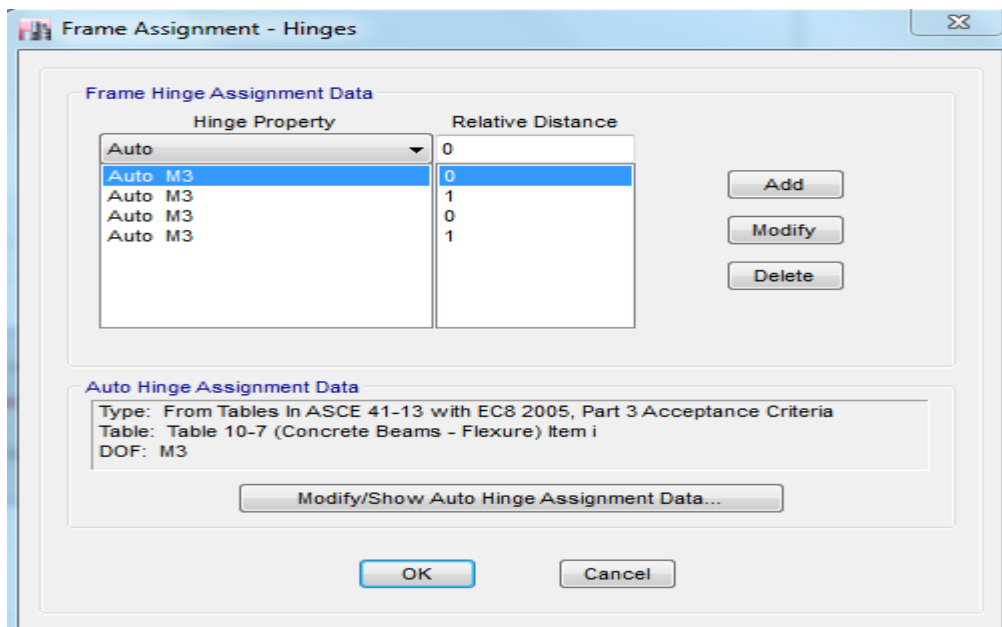 Frame Assignment - Hinges
Frame Hinge Assignment Data
Hinge Property Relative Distance
Auto 0
Auto M3 0
Auto M3 1
Auto M3 0
Auto M3 1
Add
Modify
Delete
Auto Hinge Assignment Data
Type: From Tables In ASCE 41-13 with EC8 2005, Part 3 Acceptance Criteria
Table: Table 10-7 (Concrete Beams - Flexure) Item i
DOF: M3
Modify/Show Auto Hinge Assignment Data...
OK Cancel